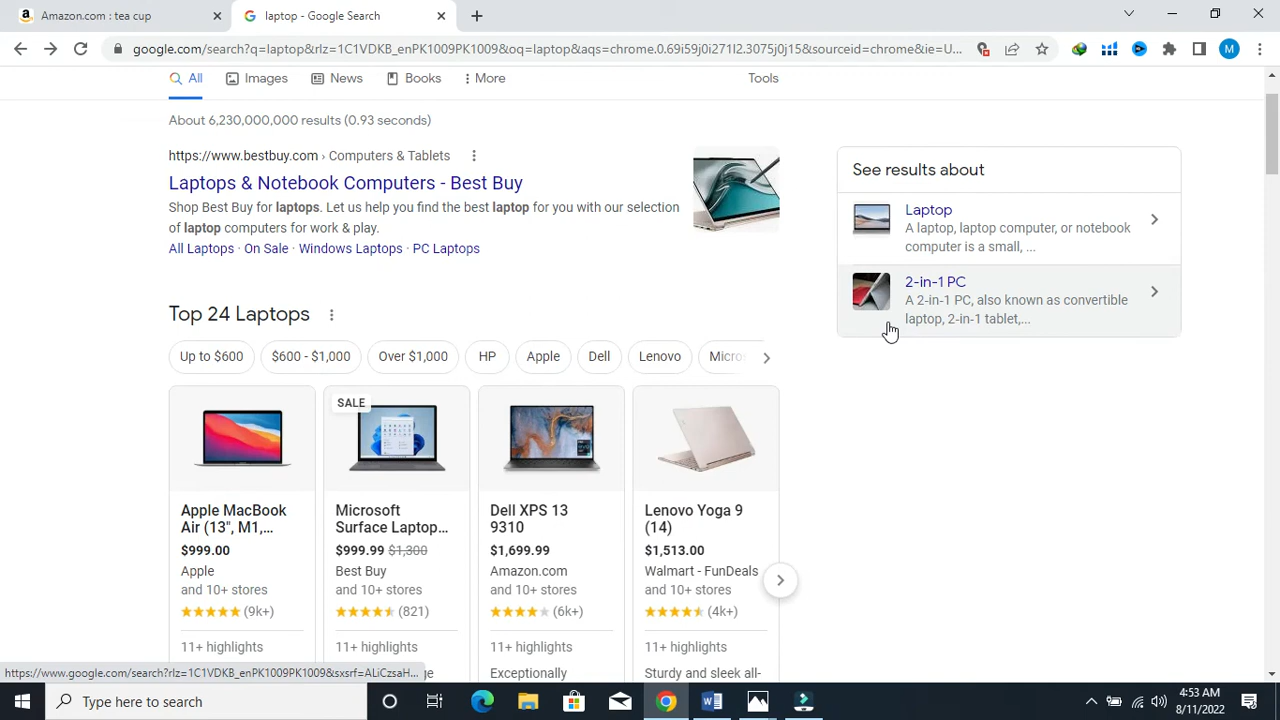 Amazon.com : tea cup
laptop - Google Search
google.com/search?q=laptop&rlz=1C1VDKB_enPK1009PK1009&oq=laptop&aqs=chrome.0.69i59j0i271l2.3075j0j15&sourceid=chrome&ie=U...
M
All
Images
News
Books
More
Tools
About 6,230,000,000 results (0.93 seconds)
https://www.bestbuy.com › Computers & Tablets
Laptops & Notebook Computers - Best Buy
Shop Best Buy for laptops. Let us help you find the best laptop for you with our selection
of laptop computers for work & play.
All Laptops · On Sale · Windows Laptops · PC Laptops
See results about
Laptop
A laptop, laptop computer, or notebook
computer is a small, ...
2-in-1 PC
A 2-in-1 PC, also known as convertible
laptop, 2-in-1 tablet,...
Top 24 Laptops
Up to $600
$600 - $1,000
Over $1,000
HP
Apple
Dell
Lenovo
Micro
SALE
Apple MacBook
Air (13", M1,...
$999.00
Apple
and 10+ stores
(9k+)
11+ highlights
Microsoft
Surface Laptop...
$999.99 $1,300
Best Buy
and 10+ stores
(821)
11+ highlights
Dell XPS 13
9310
$1,699.99
Amazon.com
and 10+ stores
(6k+)
11+ highlights
Exceptionally
Lenovo Yoga 9
(14)
$1,513.00
Walmart - FunDeals
and 10+ stores
(4k+)
11+ highlights
Sturdy and sleek all-
https://www.google.com/search?rlz=1C1VDKB_enPK1009PK1009&sxsrf=ALiCzsaH...
Type here to search
4:53 AM
8/11/2022